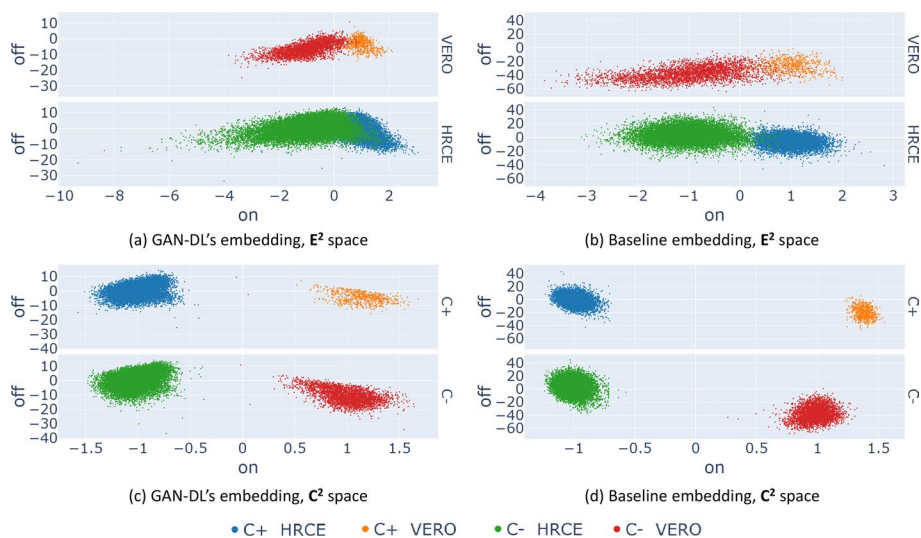 10
0
−10
−20
−30
off
VERO
10
0
−10
−20
−30
off
HRCE
−10 −8 −6 −4 −2 0 2
on
(a) GAN-DL's embedding, E² space
40
20
0
−20
−40
−60
off
VERO
40
20
0
−20
−40
−60
off
HRCE
−4 −3 −2 −1 0 1 2 3
on
(b) Baseline embedding, E² space
10
0
−10
−20
−30
−40
off
C+
10
0
−10
−20
−30
−40
off
C-
−1.5 −1 −0.5 0 0.5 1 1.5
on
(c) GAN-DL's embedding, C² space
40
20
0
−20
−40
−60
off
C+
40
20
0
−20
−40
−60
off
C-
−1 −0.5 0 0.5 1 1.5
on
(d) Baseline embedding, C² space
C+ HRCE C+ VERO C- HRCE C- VERO